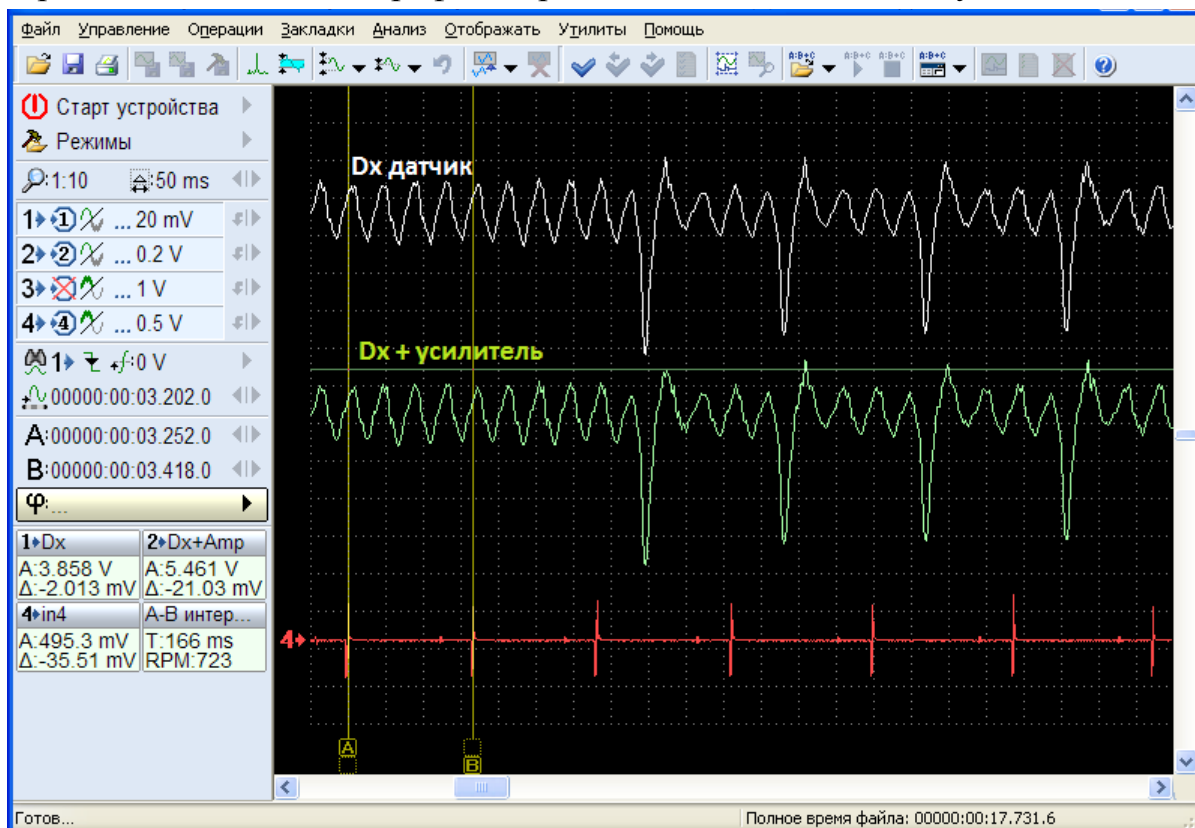 Файл Управление Операции Закладки Анализ Отображать Утилиты Помощь
A:B+C A:B+C A:B+C A:B+C
Старт устройства
Режимы
:1:10 :50 ms
1 1 ... 20 mV
2 2 ... 0.2 V
3 ... 1 V
4 4 ... 0.5 V
1 :0 V
00000:00:03.202.0
A:00000:00:03.252.0
B:00000:00:03.418.0
φ:...
1 Dx 2 Dx+Amp
A:3.858 V A:5.461 V
Δ:-2.013 mV Δ:-21.03 mV
4 in4 A-B интер...
A:495.3 mV T:166 ms
Δ:-35.51 mV RPM:723
Dx датчик
Dx + усилитель
4
A
B
Готов...
Полное время файла: 00000:00:17.731.6